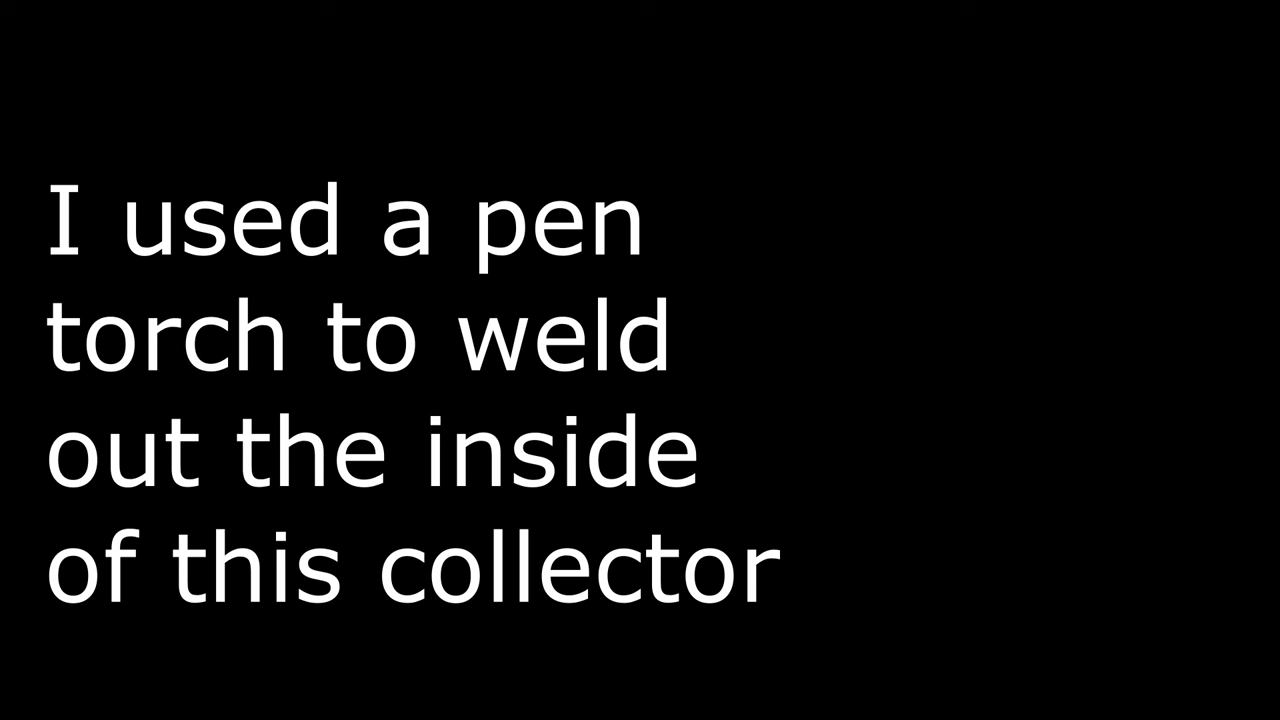 I used a pen
torch to weld
out the inside
of this collector